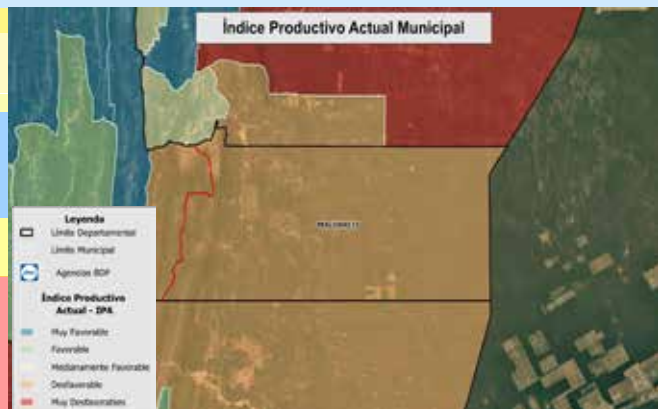 Índice Productivo Actual Municipal
Leyenda
Límite Departamental
Límite Municipal
Agencias BDP
Índice Productivo
Actual - IPA
Muy Favorable
Favorable
Medianamente Favorable
Desfavorable
Muy Desfavorable